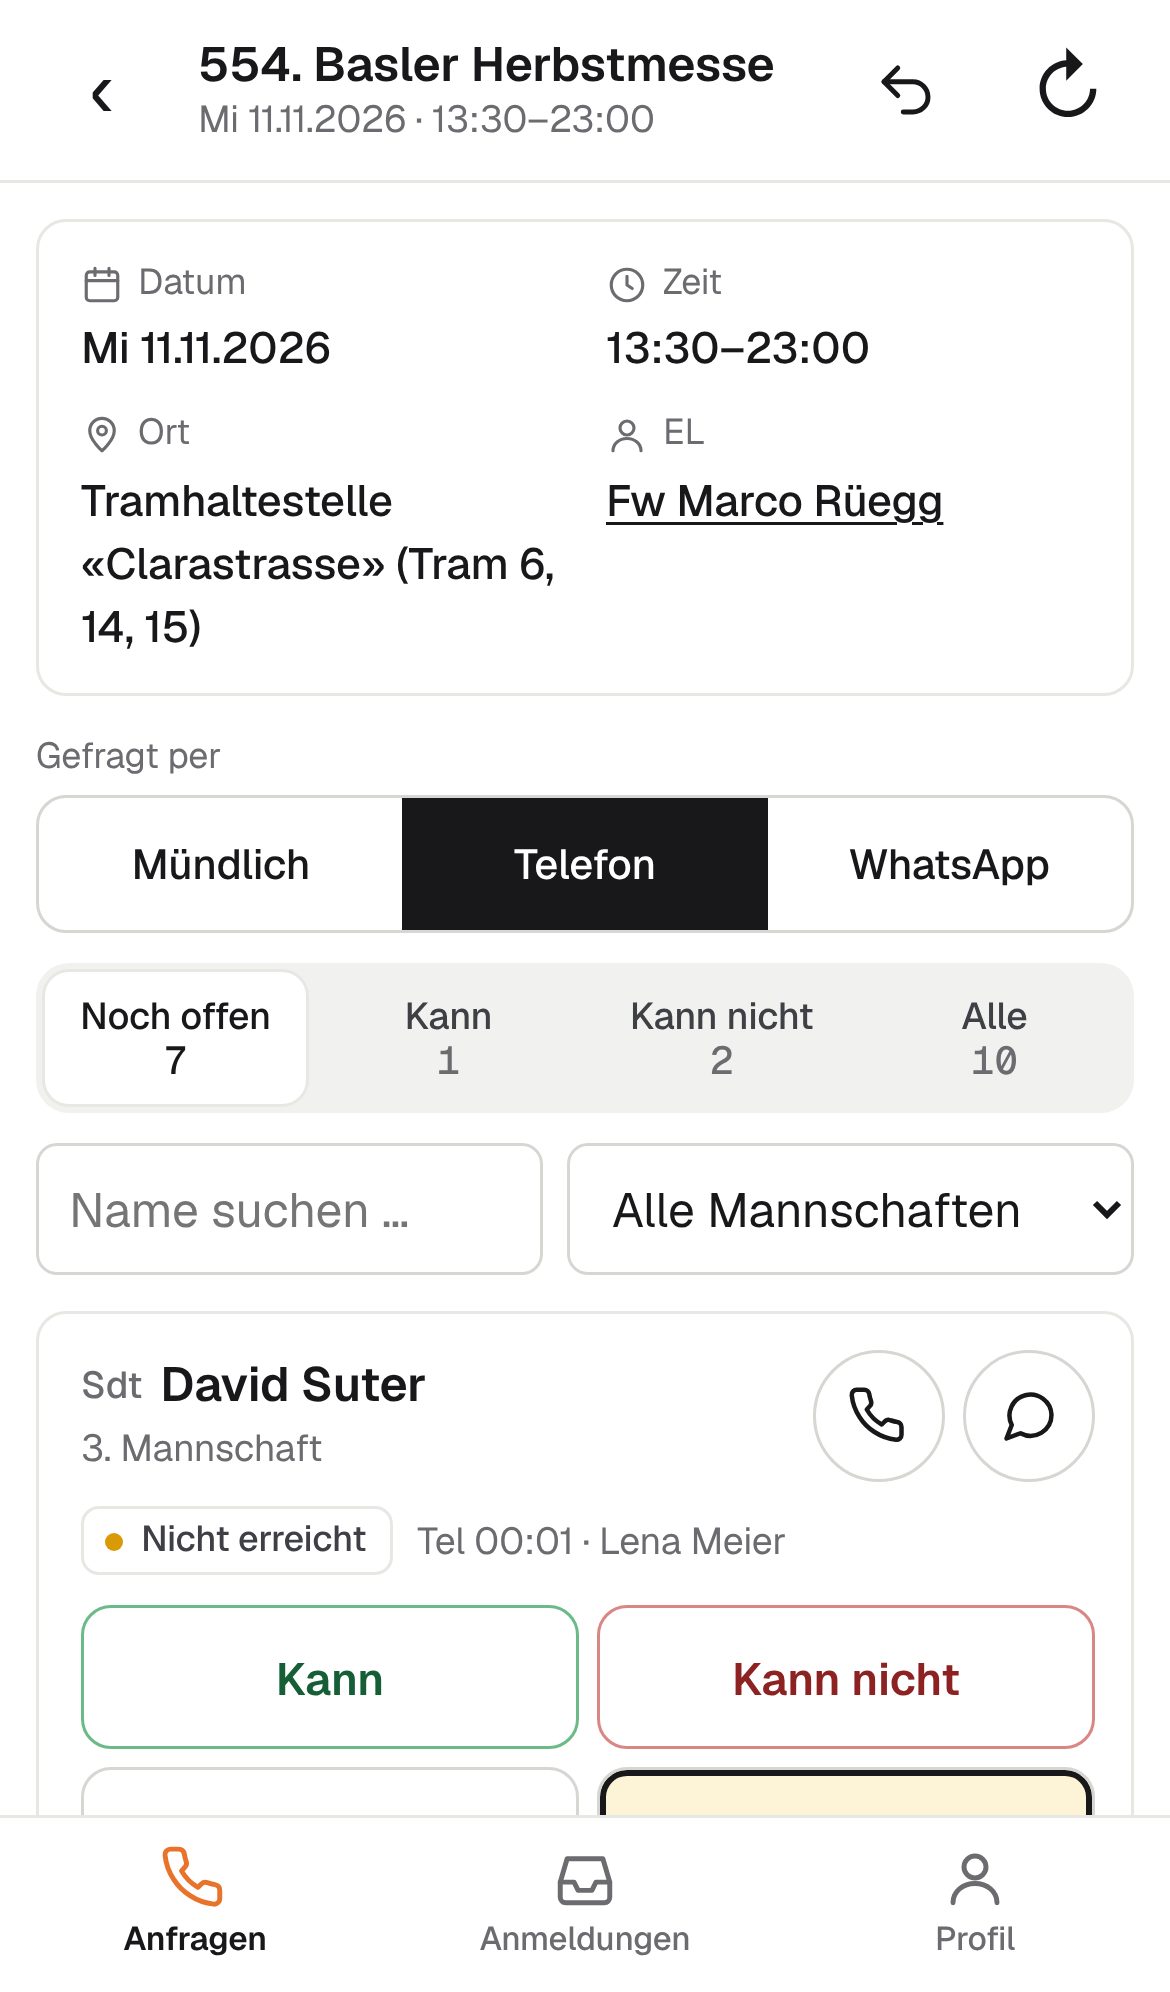 554. Basler Herbstmesse
Mi 11.11.2026 · 13:30–23:00
Datum
Mi 11.11.2026
Zeit
13:30–23:00
Ort
Tramhaltestelle
«Clarastrasse» (Tram 6,
14, 15)
EL
Fw Marco Rüegg
Gefragt per
Mündlich
Telefon
WhatsApp
Noch offen
7
Kann
1
Kann nicht
2
Alle
10
Name suchen ...
Alle Mannschaften
Sdt David Suter
3. Mannschaft
Nicht erreicht
Tel 00:01 · Lena Meier
Kann
Kann nicht
Anfragen
Anmeldungen
Profil